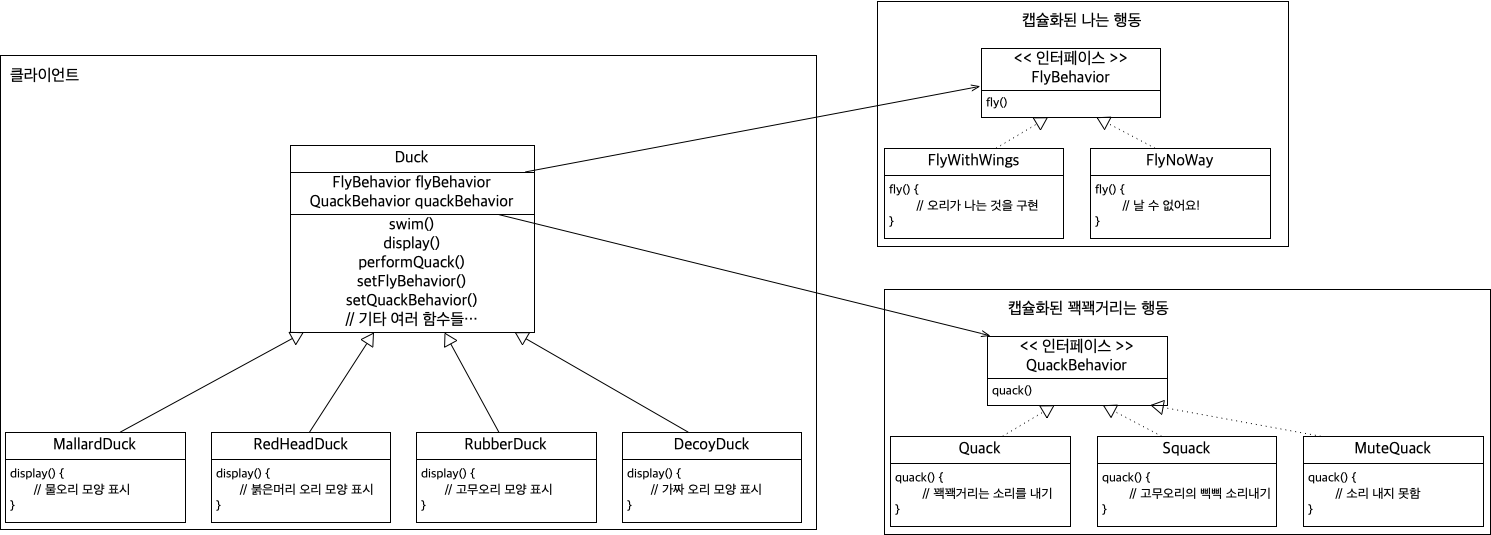 클라이언트
Duck
FlyBehavior flyBehavior
QuackBehavior quackBehavior
swim()
display()
performQuack()
setFlyBehavior()
setQuackBehavior()
// 기타 여러 함수들…
MallardDuck
display() {
// 물오리 모양 표시
}
RedHeadDuck
display() {
// 붉은머리 오리 모양 표시
}
RubberDuck
display() {
// 고무오리 모양 표시
}
DecoyDuck
display() {
// 가짜 오리 모양 표시
}
캡슐화된 나는 행동
<< 인터페이스 >>
FlyBehavior
fly()
FlyWithWings
fly() {
// 오리가 나는 것을 구현
}
FlyNoWay
fly() {
// 날 수 없어요!
}
캡슐화된 꽥꽥거리는 행동
<< 인터페이스 >>
QuackBehavior
quack()
Quack
quack() {
// 꽥꽥거리는 소리를 내기
}
Squack
quack() {
// 고무오리의 삑삑 소리내기
}
MuteQuack
quack() {
// 소리 내지 못함
}